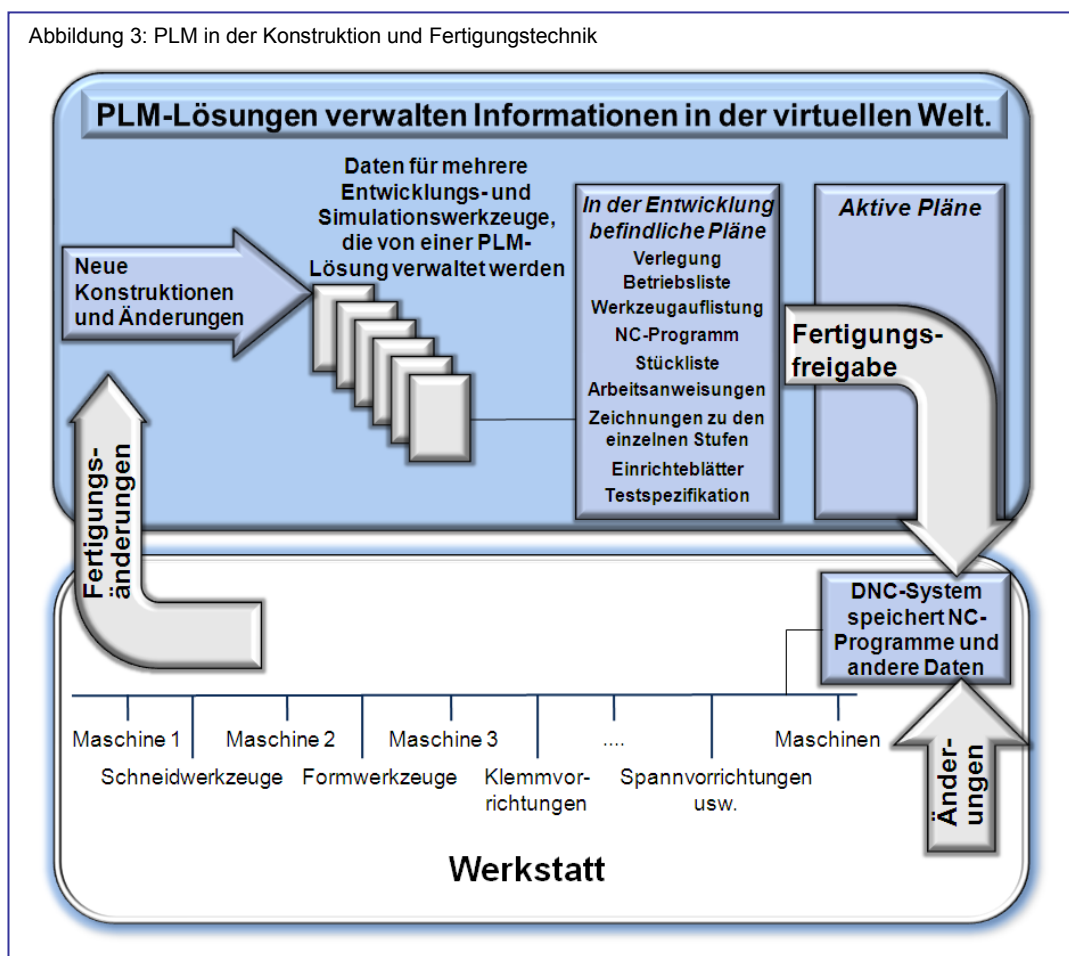 Abbildung 3: PLM in der Konstruktion und Fertigungstechnik
PLM-Lösungen verwalten Informationen in der virtuellen Welt.
Neue
Konstruktionen
und Änderungen
Daten für mehrere
Entwicklungs- und
Simulationswerkzeuge,
die von einer PLM-
Lösung verwaltet werden
In der Entwicklung
befindliche Pläne
Verlegung
Betriebsliste
Werkzeugauflistung
NC-Programm
Stückliste
Arbeitsanweisungen
Zeichnungen zu den
einzelnen Stufen
Einrichteblätter
Testspezifikation
Aktive Pläne
Fertigungs-
freigabe
Fertigungs-
änderungen
DNC-System
speichert NC-
Programme und
andere Daten
Maschine 1
Maschine 2
Maschine 3
....
Maschinen
Schneidwerkzeuge
Formwerkzeuge
Klemmvor-
richtungen
Spannvorrichtungen
usw.
Änder-
ungen
Werkstatt